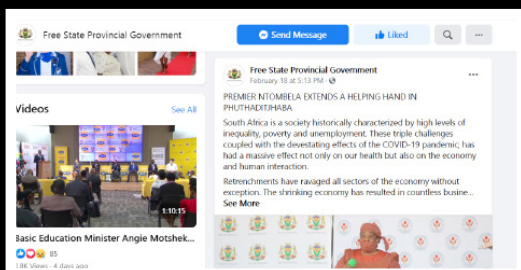 Free State Provincial Government
Send Message
Liked
Videos
See All
1:10:15
Basic Education Minister Angie Motshek...
85
1.8K Views · 4 days ago
Free State Provincial Government
February 18 at 5:13 PM ·
PREMIER NTOMBELA EXTENDS A HELPING HAND IN
PHUTHADITJHABA
South Africa is a society historically characterized by high levels of
inequality, poverty and unemployment. These triple challenges
coupled with the devestating effects of the COVID-19 pandemic; has
had a massive effect not only on our health but also on the economy
and human interaction.
Retrenchments have ravaged all sectors of the economy without
exception. The shrinking economy has resulted in countless busine...
See More